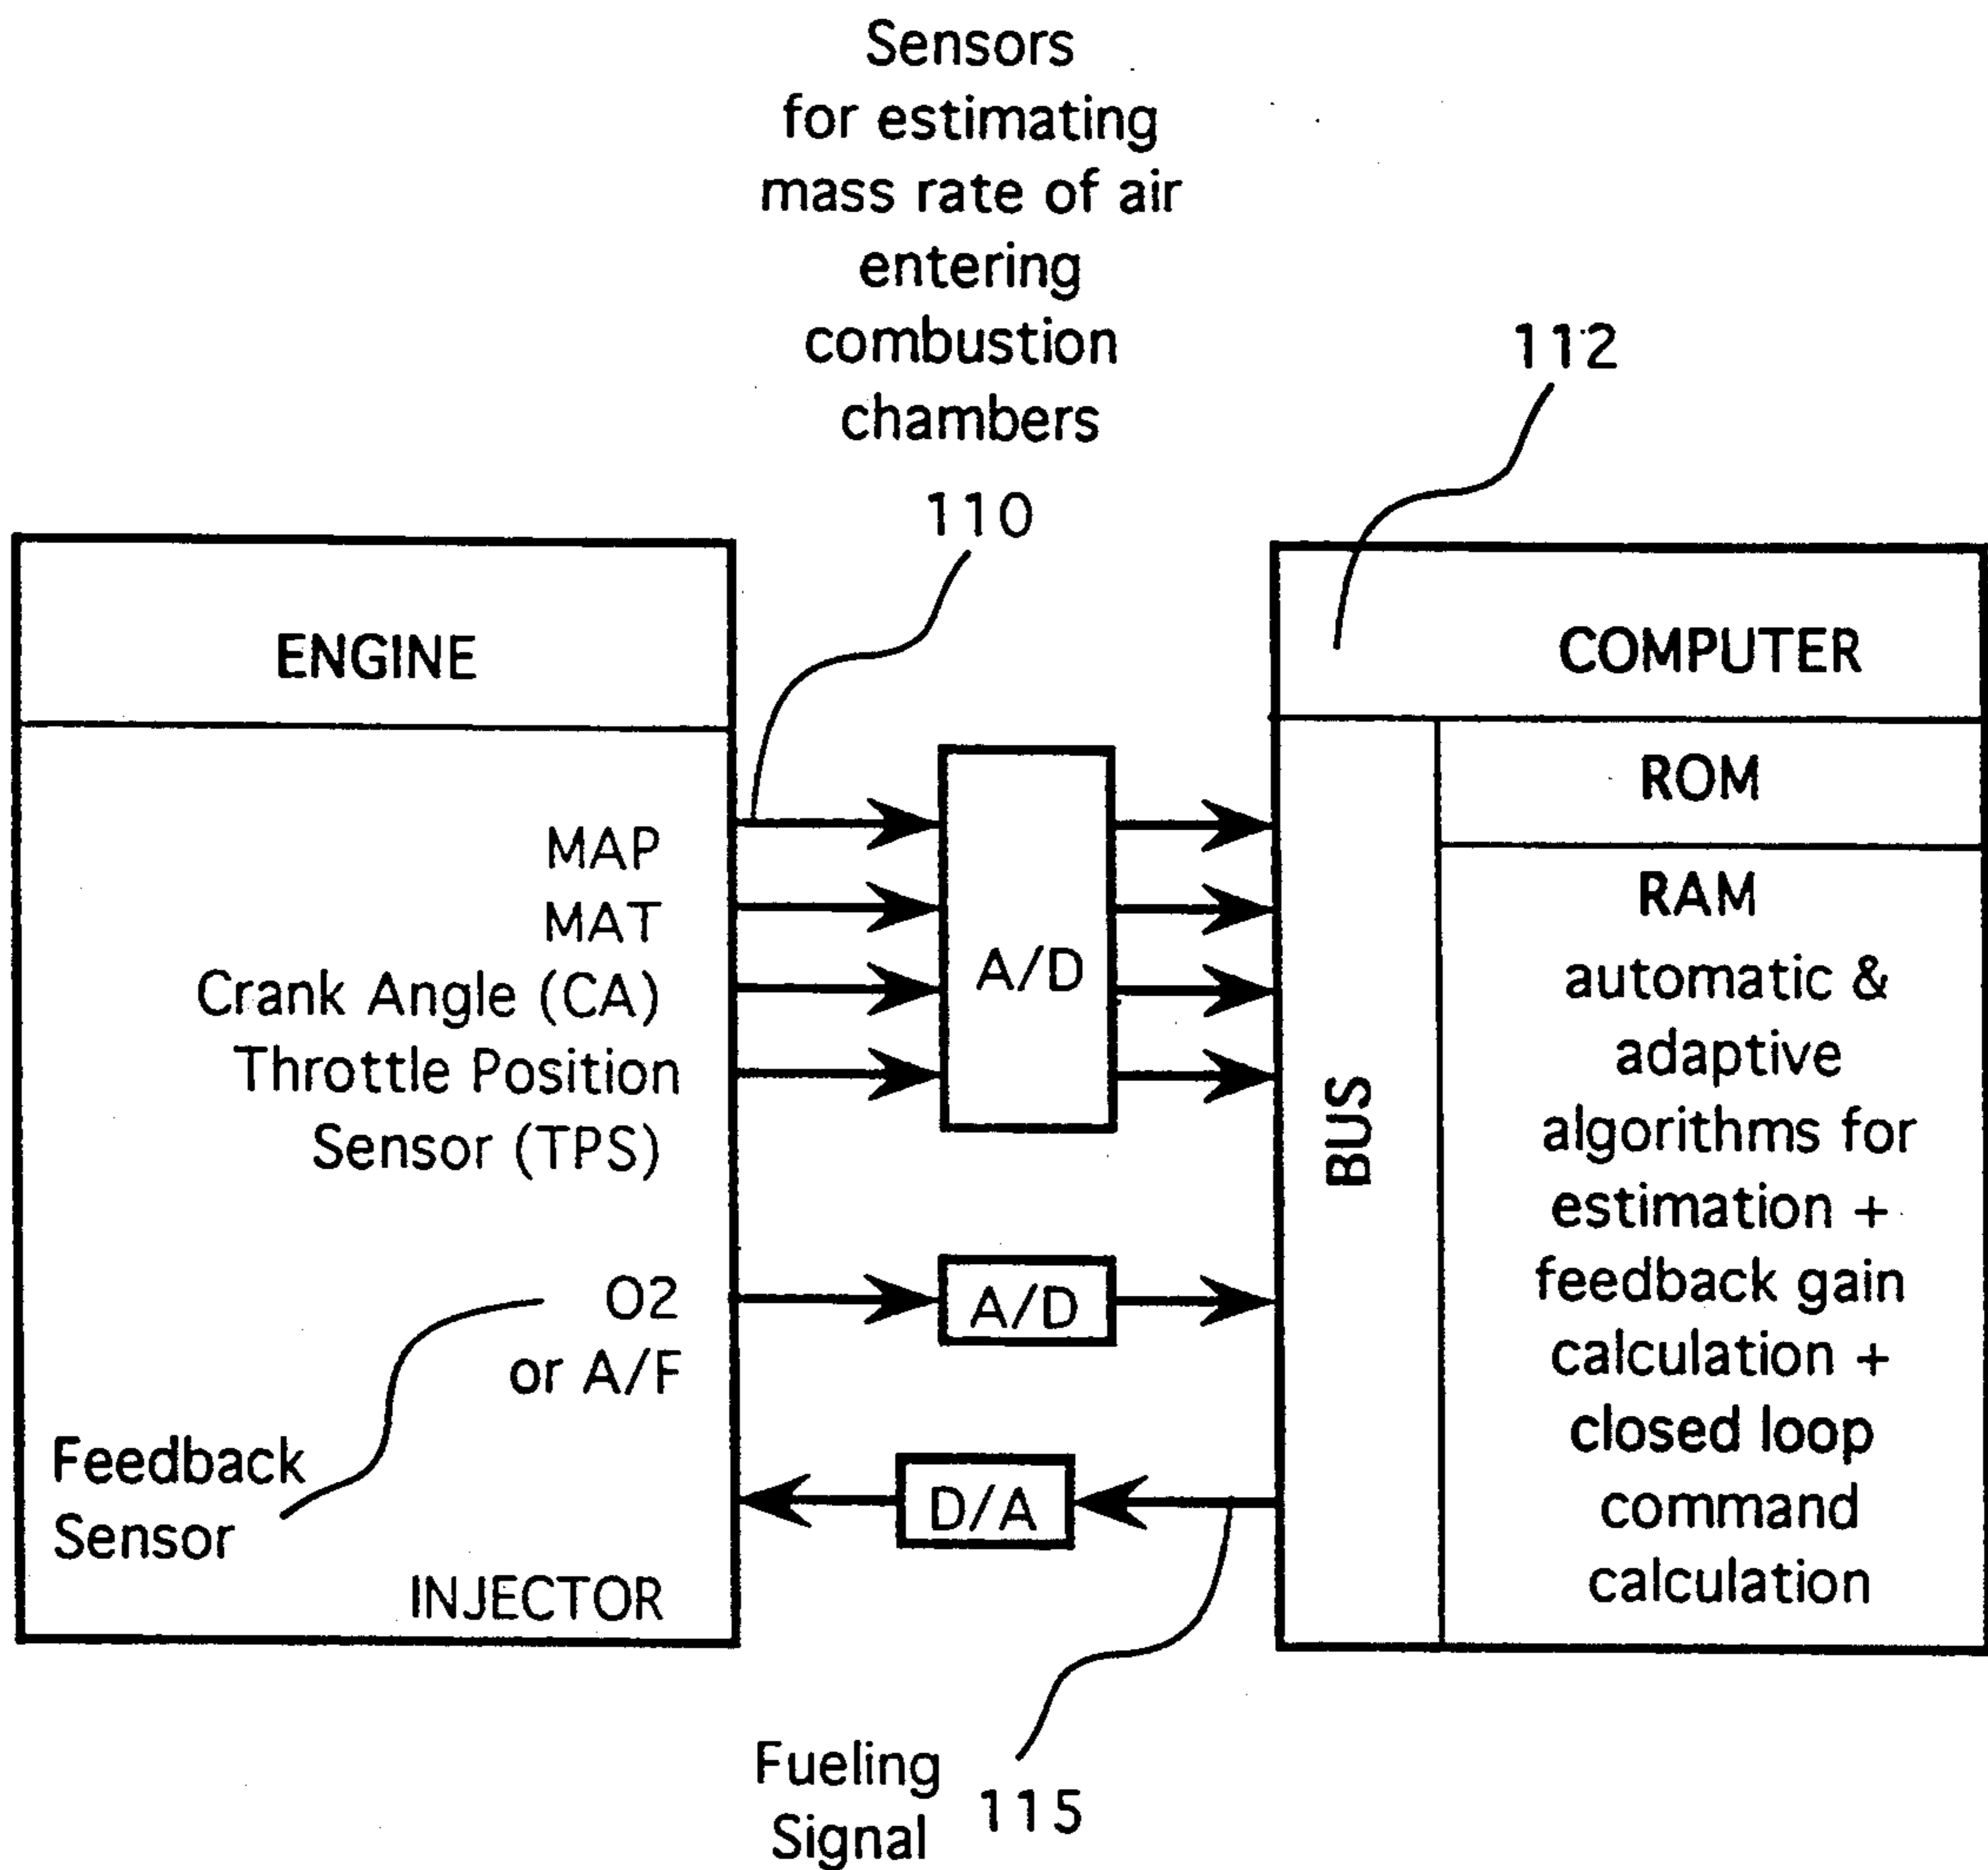 Sensors
for estimating
mass rate of air
entering
combustion
chambers
110
112
ENGINE
MAP
MAT
Crank Angle (CA)
Throttle Position
Sensor (TPS)
O2
or A/F
Feedback
Sensor
INJECTOR
A/D
A/D
D/A
COMPUTER
BUS
ROM
RAM
automatic &
adaptive
algorithms for
estimation +
feedback gain
calculation +
closed loop
command
calculation
Fueling
Signal
115